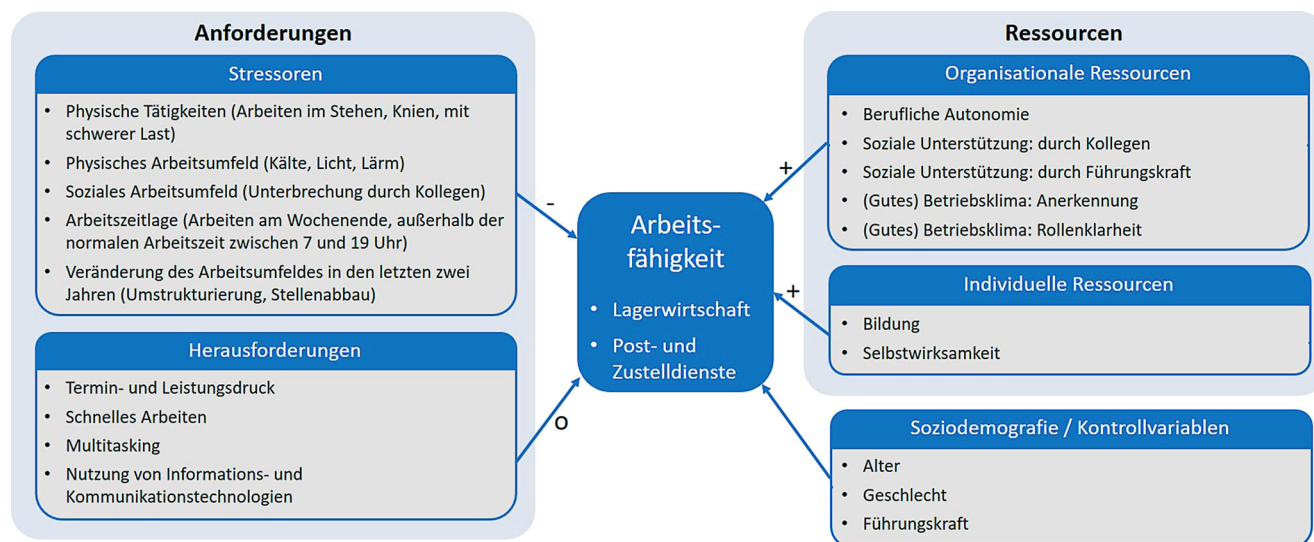 Anforderungen
Stressoren
• Physische Tätigkeiten (Arbeiten im Stehen, Knien, mit
schwerer Last)
• Physisches Arbeitsumfeld (Kälte, Licht, Lärm)
• Soziales Arbeitsumfeld (Unterbrechung durch Kollegen)
• Arbeitszeitlage (Arbeiten am Wochenende, außerhalb der
normalen Arbeitszeit zwischen 7 und 19 Uhr)
• Veränderung des Arbeitsumfeldes in den letzten zwei
Jahren (Umstrukturierung, Stellenabbau)
Herausforderungen
• Termin- und Leistungsdruck
• Schnelles Arbeiten
• Multitasking
• Nutzung von Informations- und
Kommunikationstechnologien
-
o
Arbeits-
fähigkeit
• Lagerwirtschaft
• Post- und
Zustelldienste
+
+
Ressourcen
Organisationale Ressourcen
• Berufliche Autonomie
• Soziale Unterstützung: durch Kollegen
• Soziale Unterstützung: durch Führungskraft
• (Gutes) Betriebsklima: Anerkennung
• (Gutes) Betriebsklima: Rollenklarheit
Individuelle Ressourcen
• Bildung
• Selbstwirksamkeit
Soziodemografie / Kontrollvariablen
• Alter
• Geschlecht
• Führungskraft